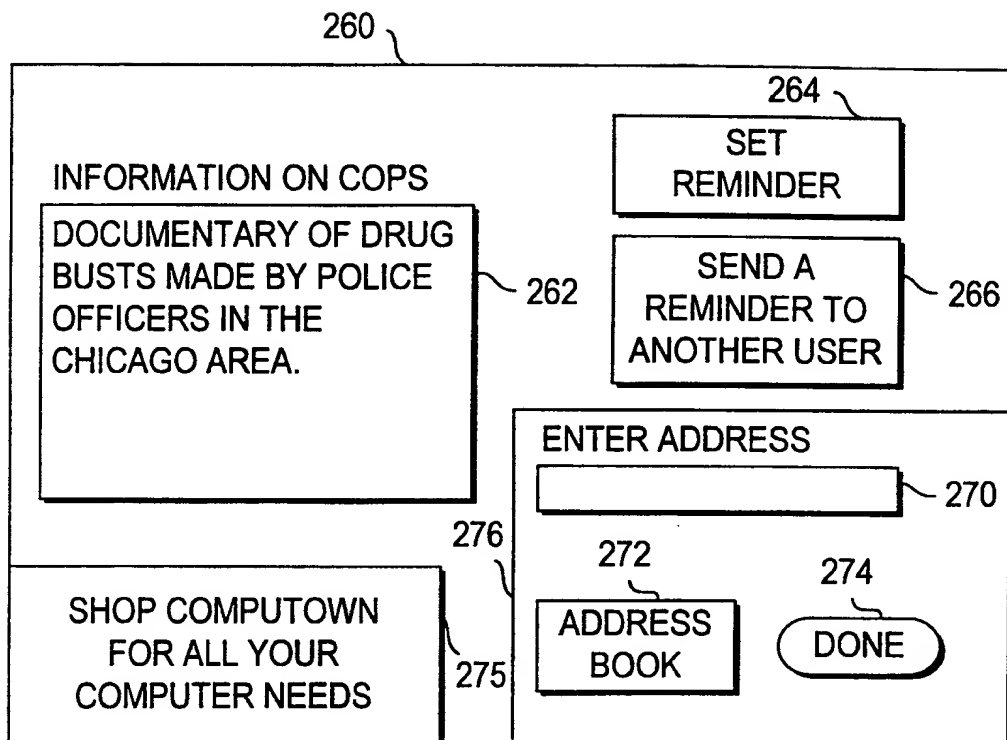 260
264
SET
REMINDER
INFORMATION ON COPS
DOCUMENTARY OF DRUG
BUSTS MADE BY POLICE
OFFICERS IN THE
CHICAGO AREA.
262
SEND A
REMINDER TO
ANOTHER USER
266
ENTER ADDRESS
270
276
272
274
ADDRESS
BOOK
DONE
SHOP COMPUTOWN
FOR ALL YOUR
COMPUTER NEEDS
275